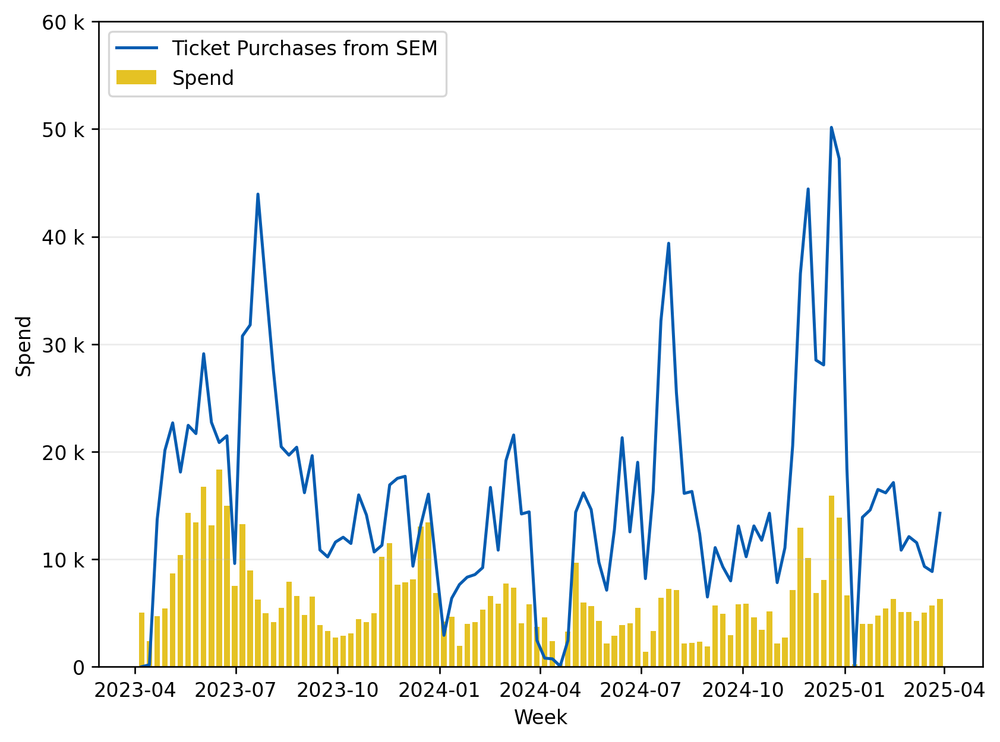 60 k
50 k
40 k
30 k
20 k
10 k
0
Spend
Ticket Purchases from SEM
Spend
2023-04 2023-07 2023-10 2024-01 2024-04 2024-07 2024-10 2025-01 2025-04
Week